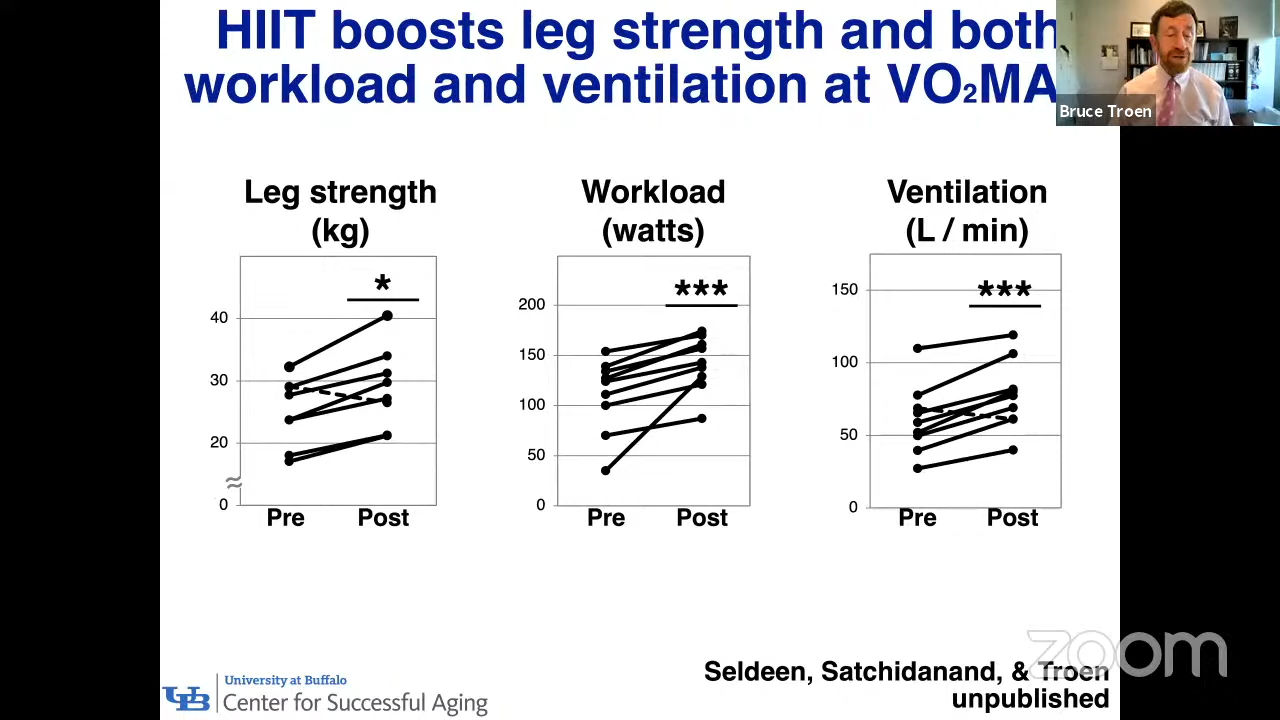 HIIT boosts leg strength and both
workload and ventilation at VO₂MA
Bruce Troen
Leg strength
(kg)
*
40
30
20
0
Pre Post
Workload
(watts)
***
200
150
100
50
0
Pre Post
Ventilation
(L / min)
***
150
100
50
0
Pre Post
zoom
Seldeen, Satchidanand, & Troen
unpublished
UB
University at Buffalo
Center for Successful Aging